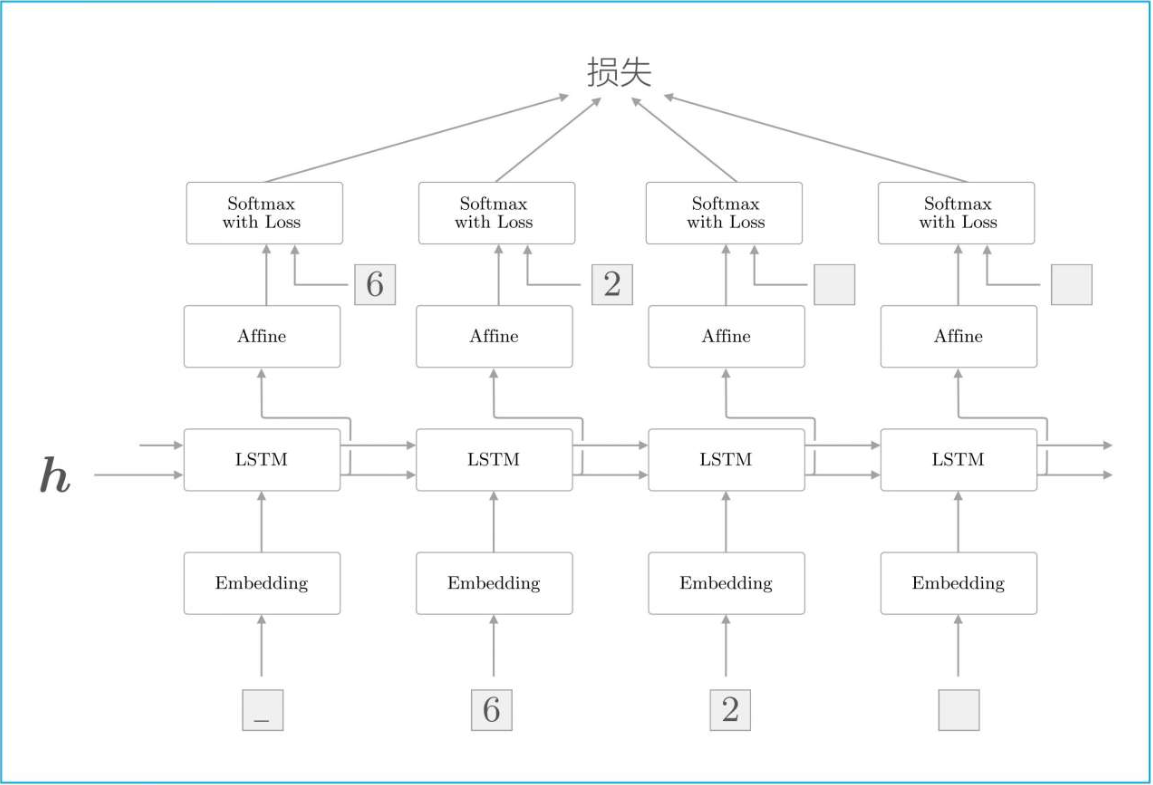 损失
Softmax
with Loss
Softmax
with Loss
Softmax
with Loss
Softmax
with Loss
6
2
Affine
Affine
Affine
Affine
h
LSTM
LSTM
LSTM
LSTM
Embedding
Embedding
Embedding
Embedding
_
6
2